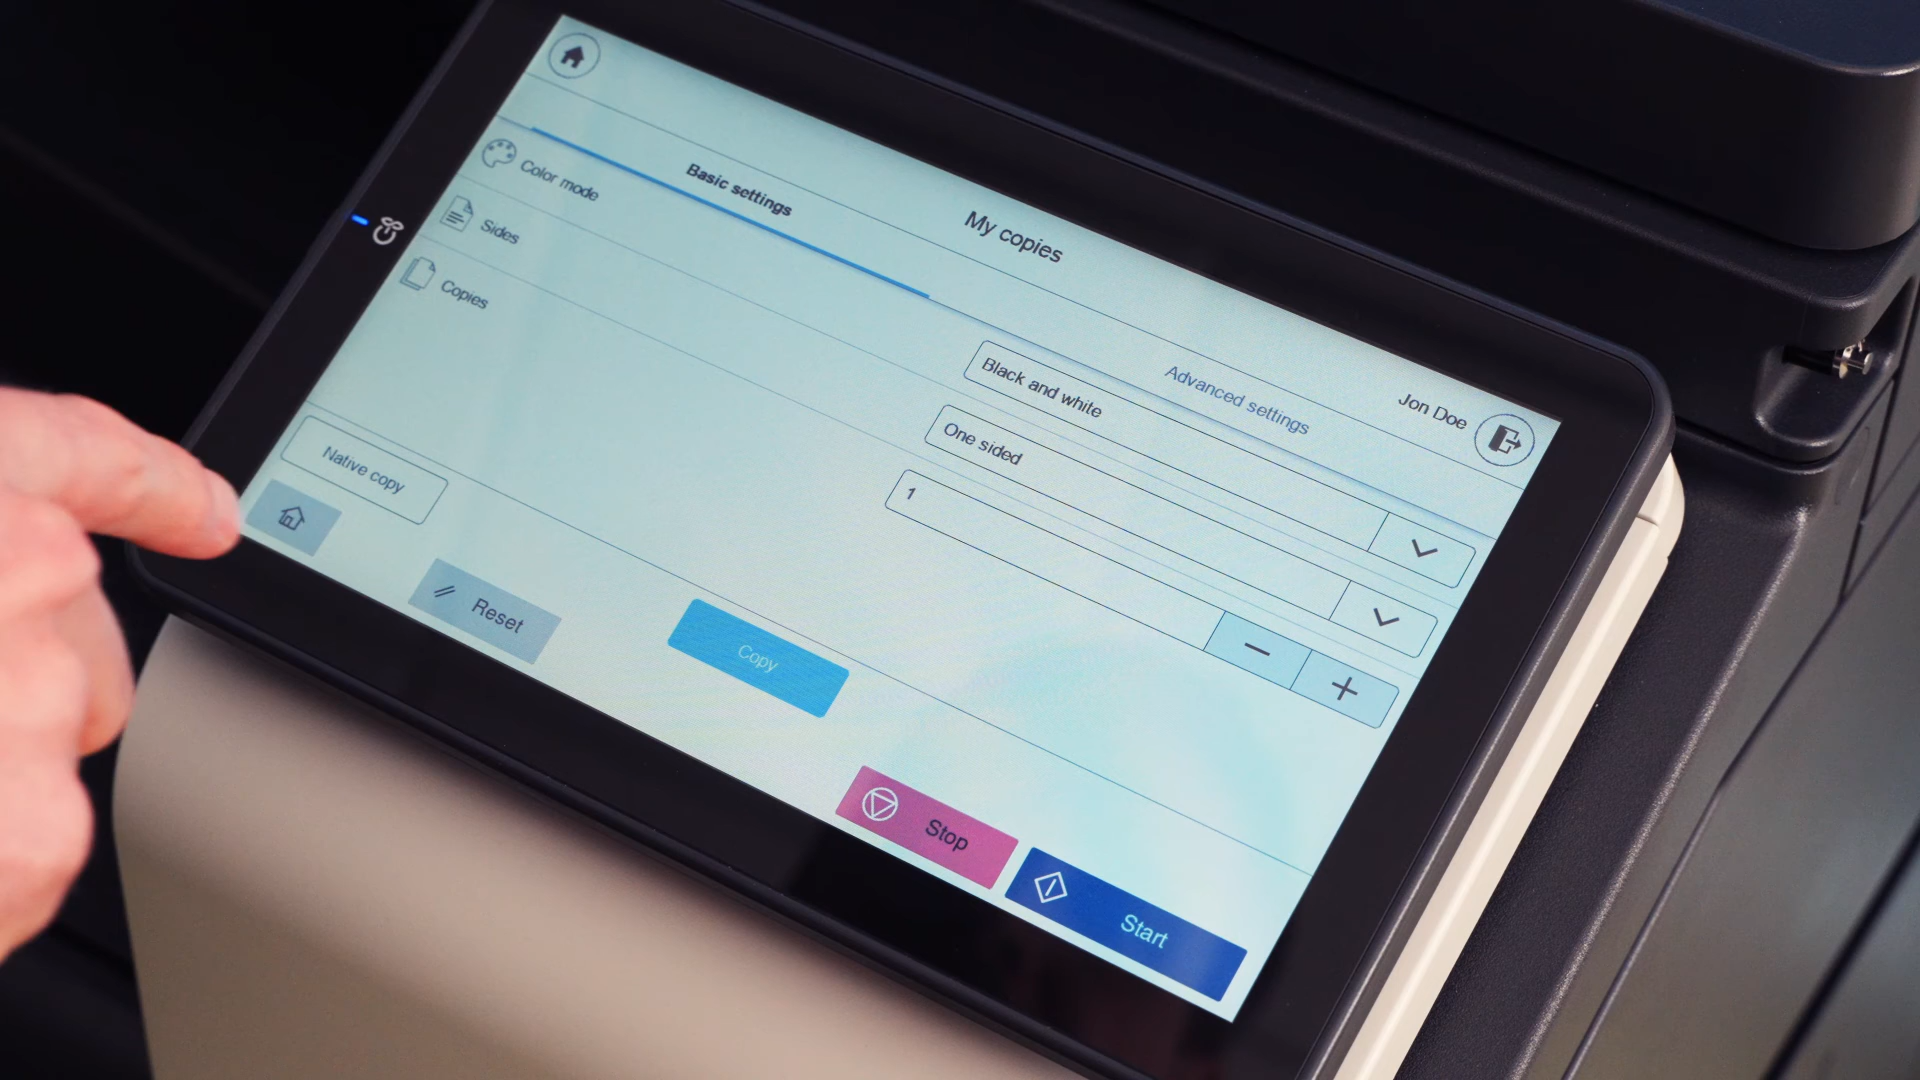 My copies
Jon Doe
Basic settings
Advanced settings
Color mode
Black and white
Sides
One sided
Copies
1
Native copy
Copy
Reset
Stop
Start